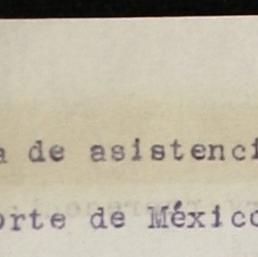 a de asistenci
orte de México